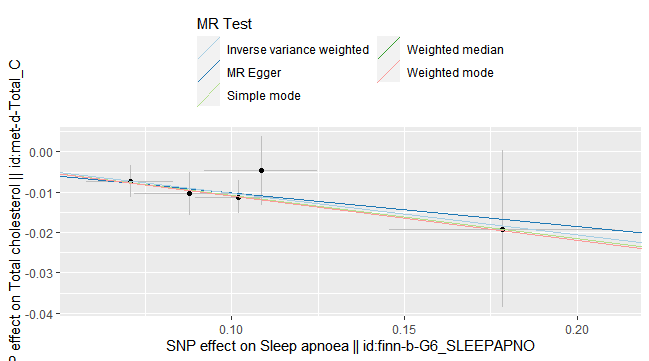 MR Test
Inverse variance weighted
Weighted median
MR Egger
Weighted mode
Simple mode
effect on Total cholesterol || id:met-d-Total_C
0.00
-0.01
-0.02
-0.03
-0.04
0.10
0.15
0.20
SNP effect on Sleep apnoea || id:finn-b-G6_SLEEPAPNO